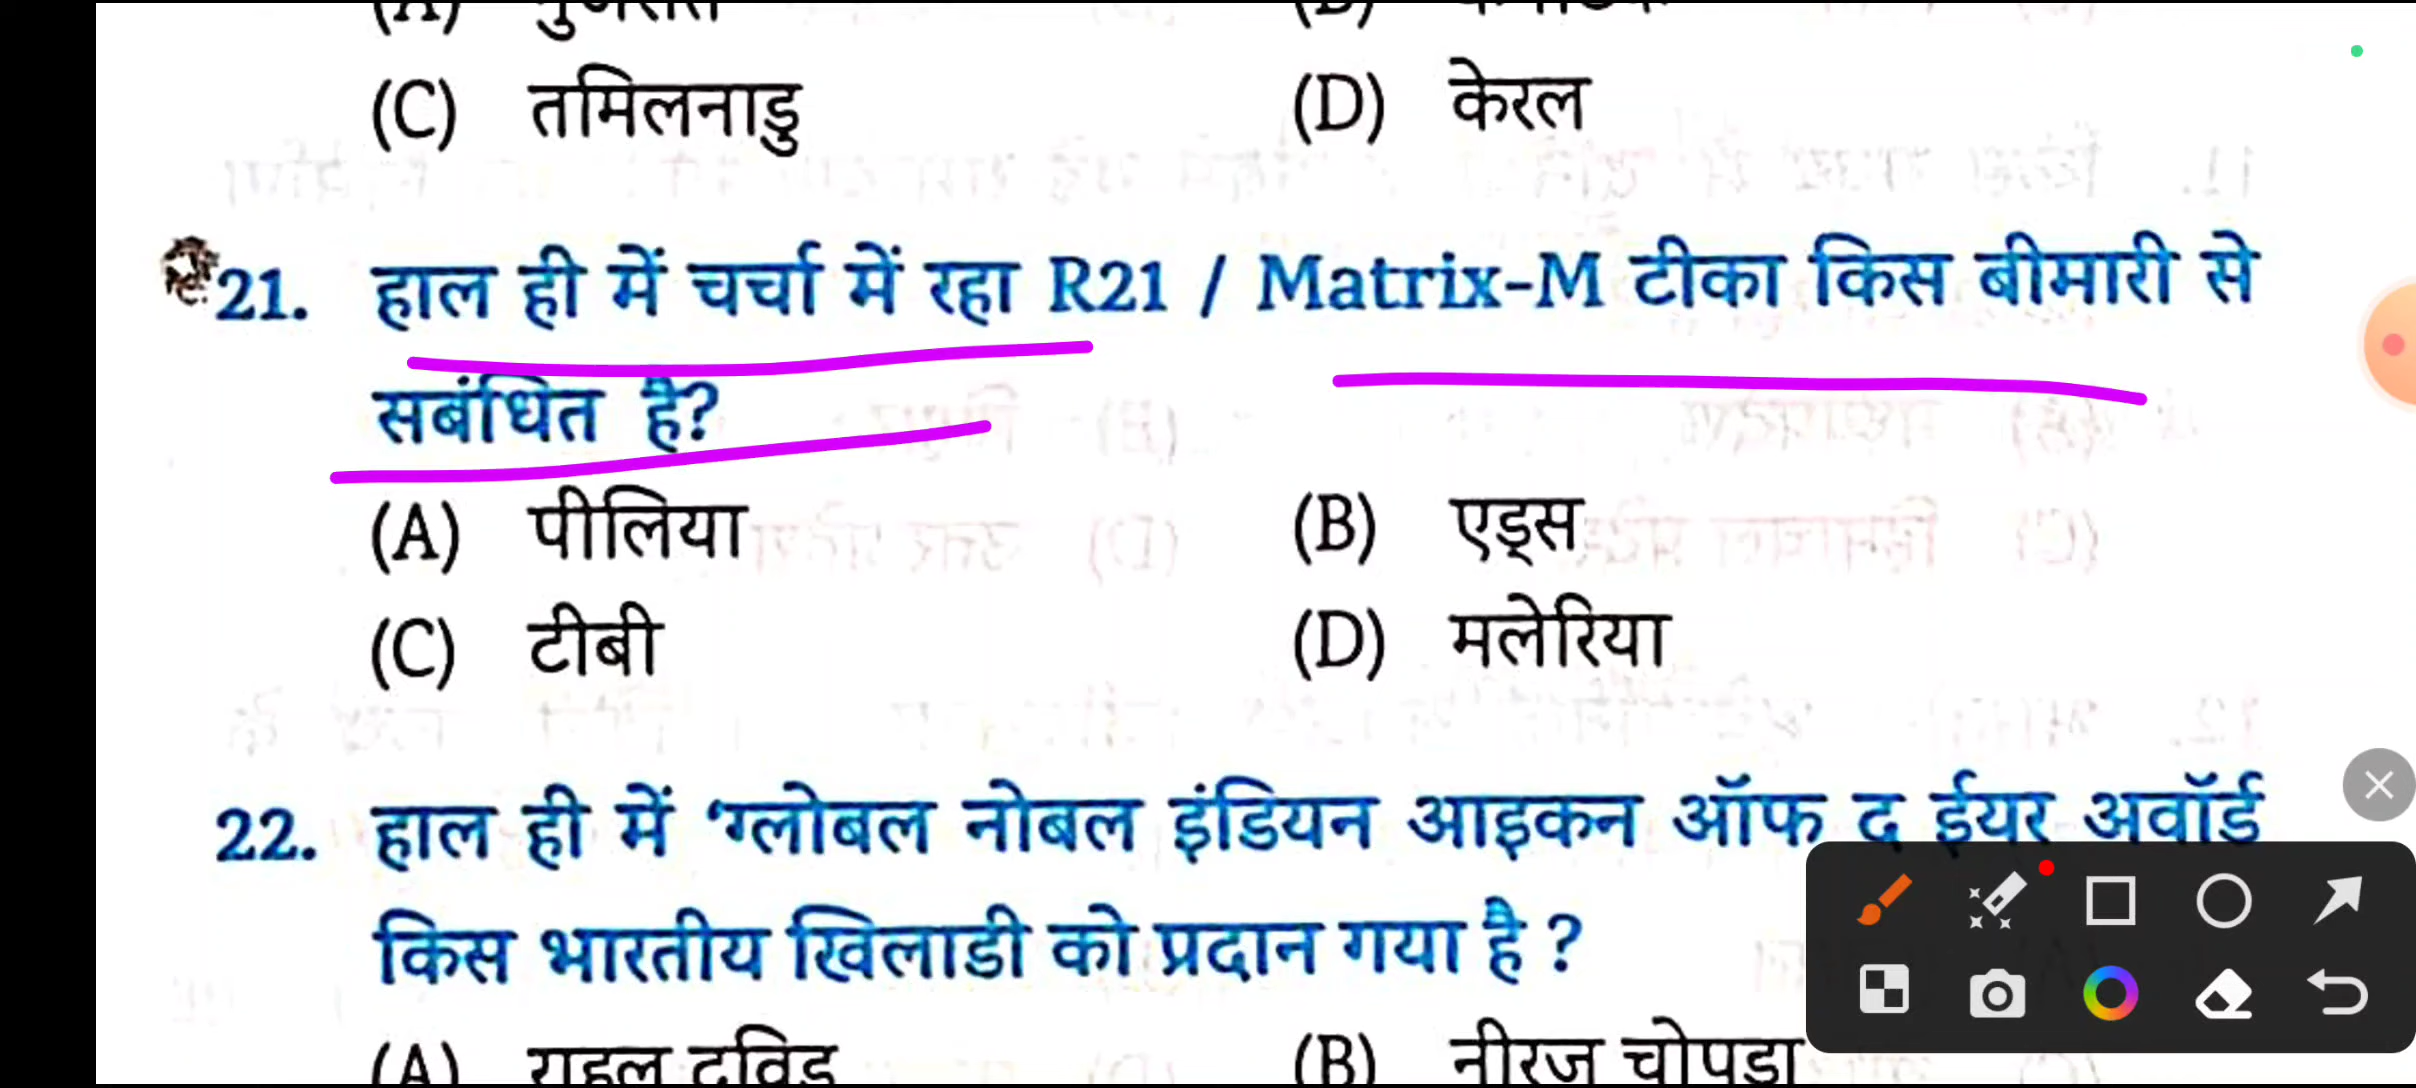 (C) तमिलनाडु (D) केरल
21. हाल ही में चर्चा में रहा R21 / Matrix-M टीका किस बीमारी से
सबंधित है?
(A) पीलिया (B) एड्स
(C) टीबी (D) मलेरिया
22. हाल ही में ‘ग्लोबल नोबल इंडियन आइकन ऑफ द ईयर अवॉर्ड
किस भारतीय खिलाडी को प्रदान गया है ?
(A) राहुल द्रविड़ (B) नीरज चोपड़ा